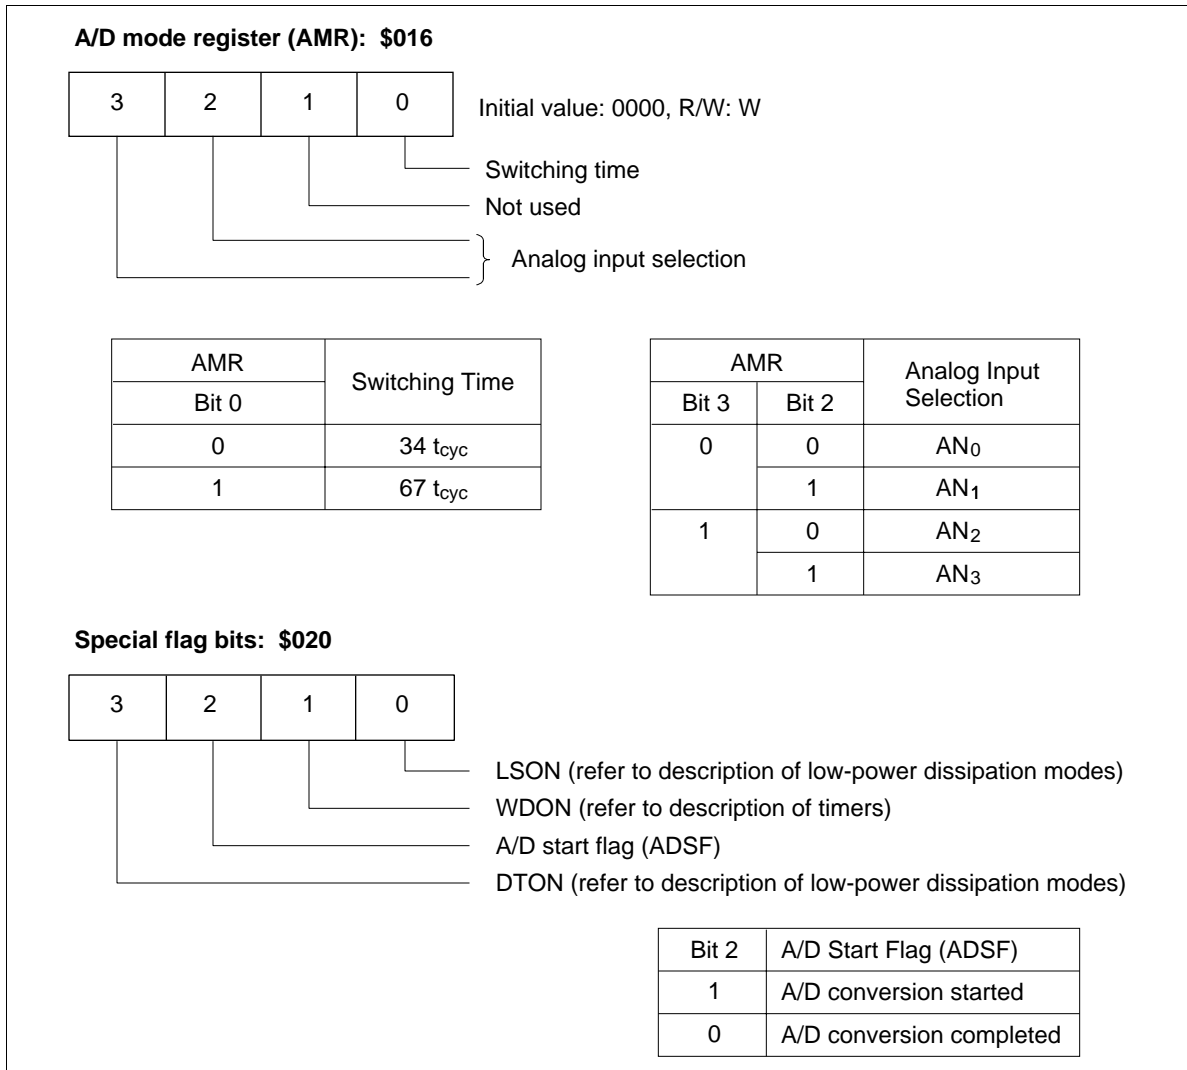 A/D mode register (AMR): $016
3 2 1 0
Initial value: 0000, R/W: W
Switching time
Not used
Analog input selection
AMR Switching Time
Bit 0
0 34 tcyc
1 67 tcyc
AMR Analog Input Selection
Bit 3 Bit 2
0 0 AN0
1 AN1
1 0 AN2
1 AN3
Special flag bits: $020
3 2 1 0
LSON (refer to description of low-power dissipation modes)
WDON (refer to description of timers)
A/D start flag (ADSF)
DTON (refer to description of low-power dissipation modes)
Bit 2 A/D Start Flag (ADSF)
1 A/D conversion started
0 A/D conversion completed